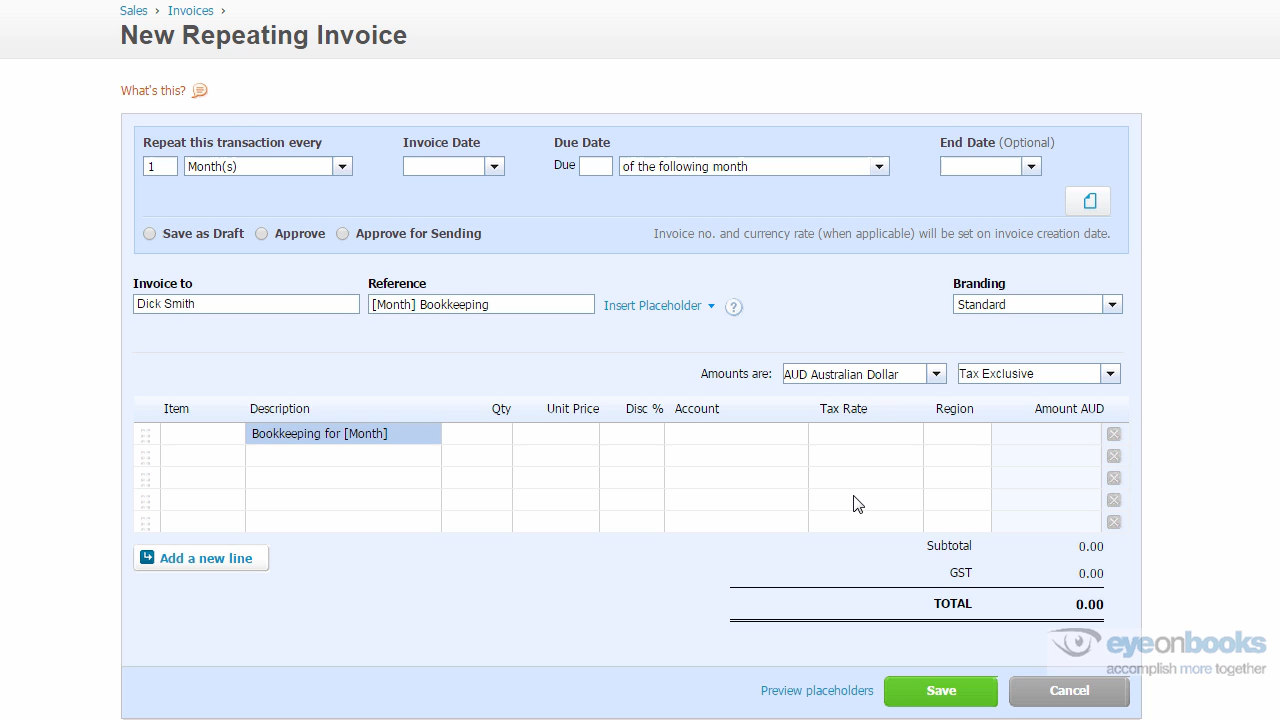 Sales › Invoices ›
New Repeating Invoice
What's this?
Repeat this transaction every Invoice Date Due Date End Date (Optional)
1 Month(s) Due of the following month
Save as Draft Approve Approve for Sending Invoice no. and currency rate (when applicable) will be set on invoice creation date.
Invoice to Reference Branding
Dick Smith [Month] Bookkeeping Insert Placeholder ? Standard
Amounts are: AUD Australian Dollar Tax Exclusive
Item Description Qty Unit Price Disc % Account Tax Rate Region Amount AUD
Bookkeeping for [Month]
Add a new line
Subtotal 0.00
GST 0.00
TOTAL 0.00
eyeonbooks
accomplish more together
Preview placeholders Save Cancel